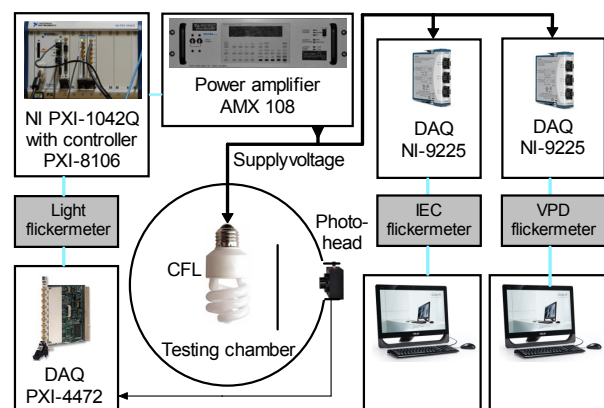 NI PXI-1042Q
with controller
PXI-8106
Power amplifier
AMX 108
DAQ
NI-9225
DAQ
NI-9225
Supplyvoltage
Light
flickermeter
IEC
flickermeter
VPD
flickermeter
Photo-
head
CFL
Testing chamber
DAQ
PXI-4472